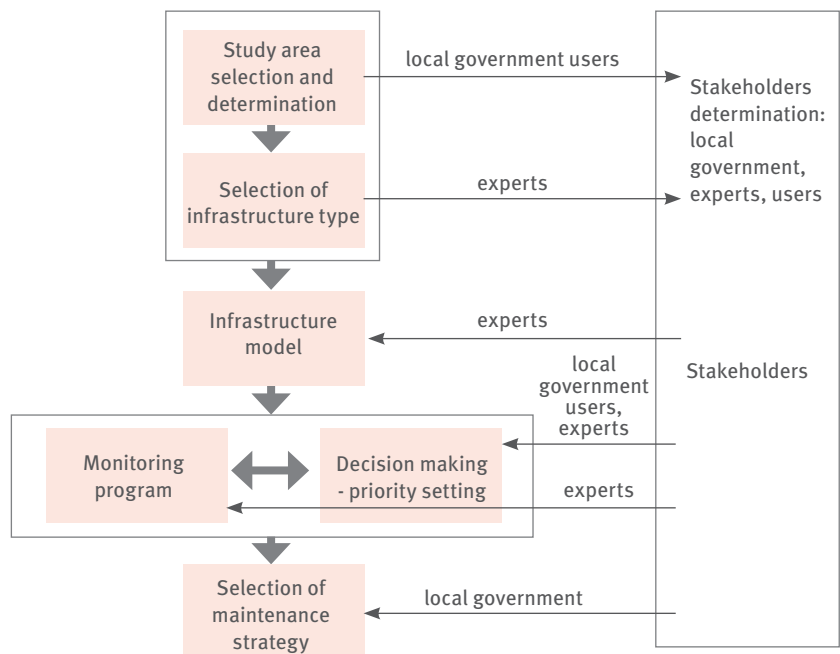 Study area
selection and
determination
local government users
Stakeholders
determination:
local
government,
experts, users
Selection of
infrastructure type
experts
Infrastructure
model
experts
local
government
users,
experts
Stakeholders
Monitoring
program
Decision making
- priority setting
experts
Selection of
maintenance
strategy
local government